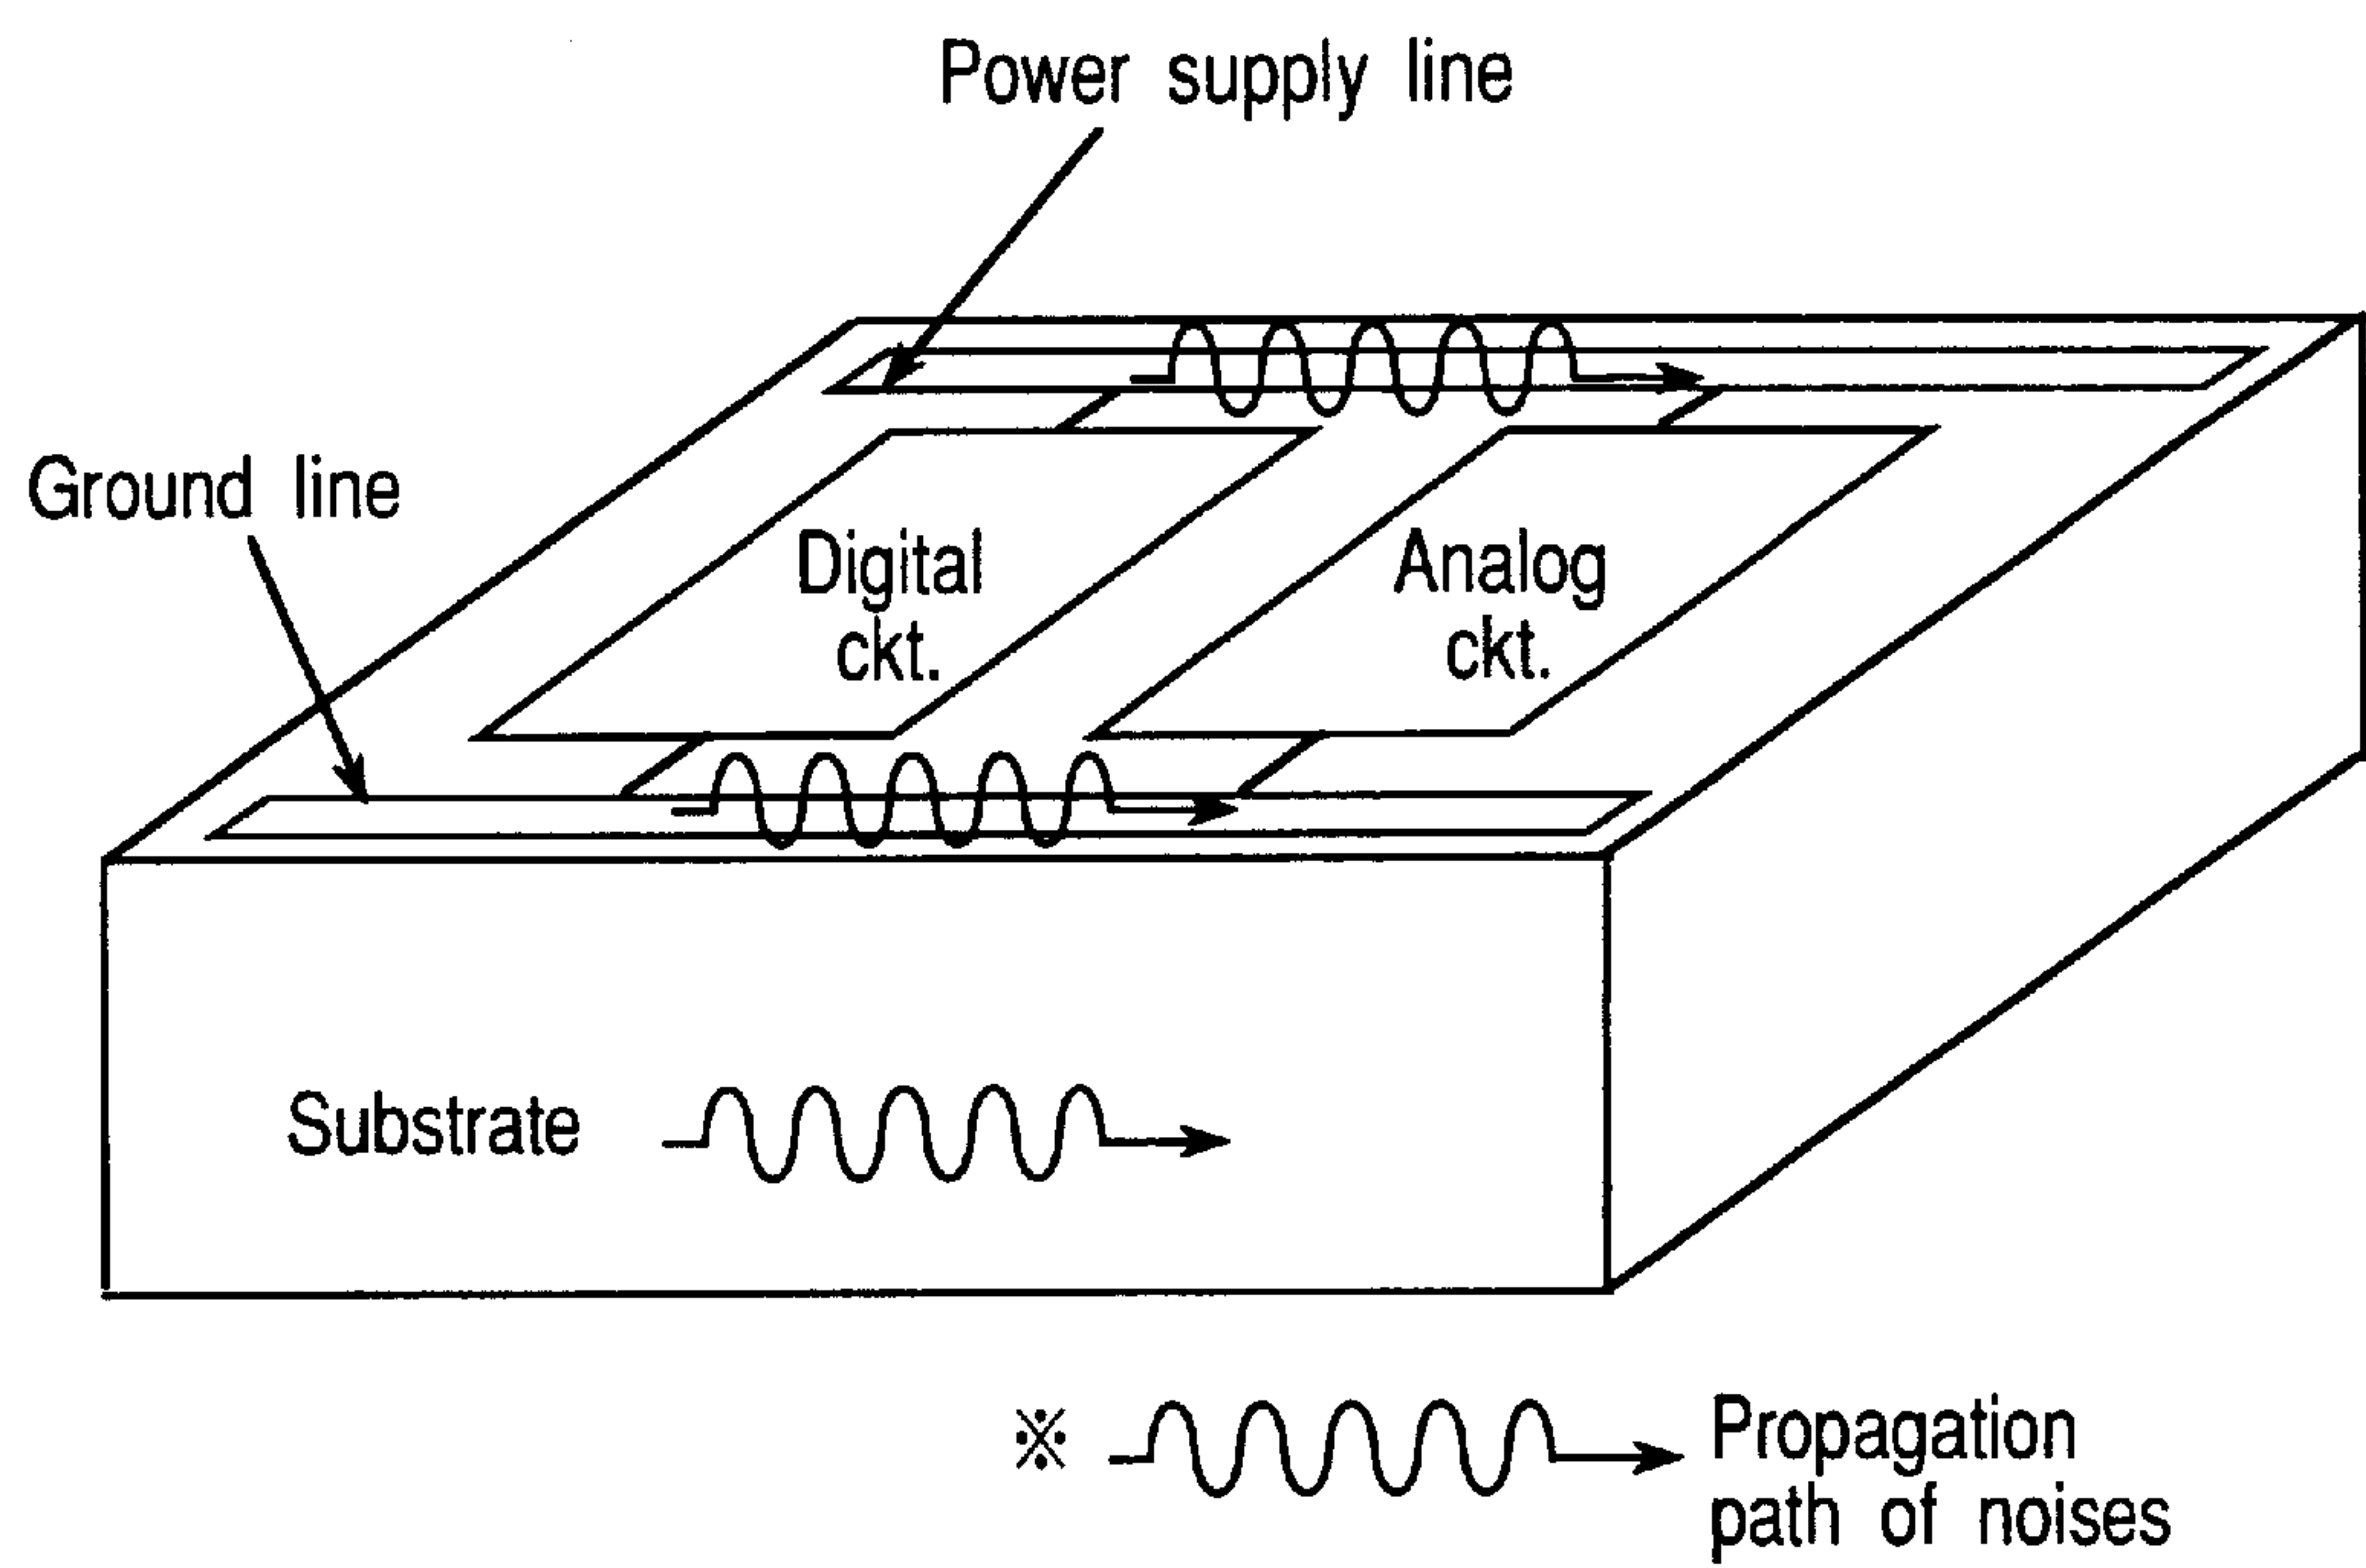 Power supply line
Ground line
Digital
ckt.
Analog
ckt.
Substrate
※
Propagation
path of noises